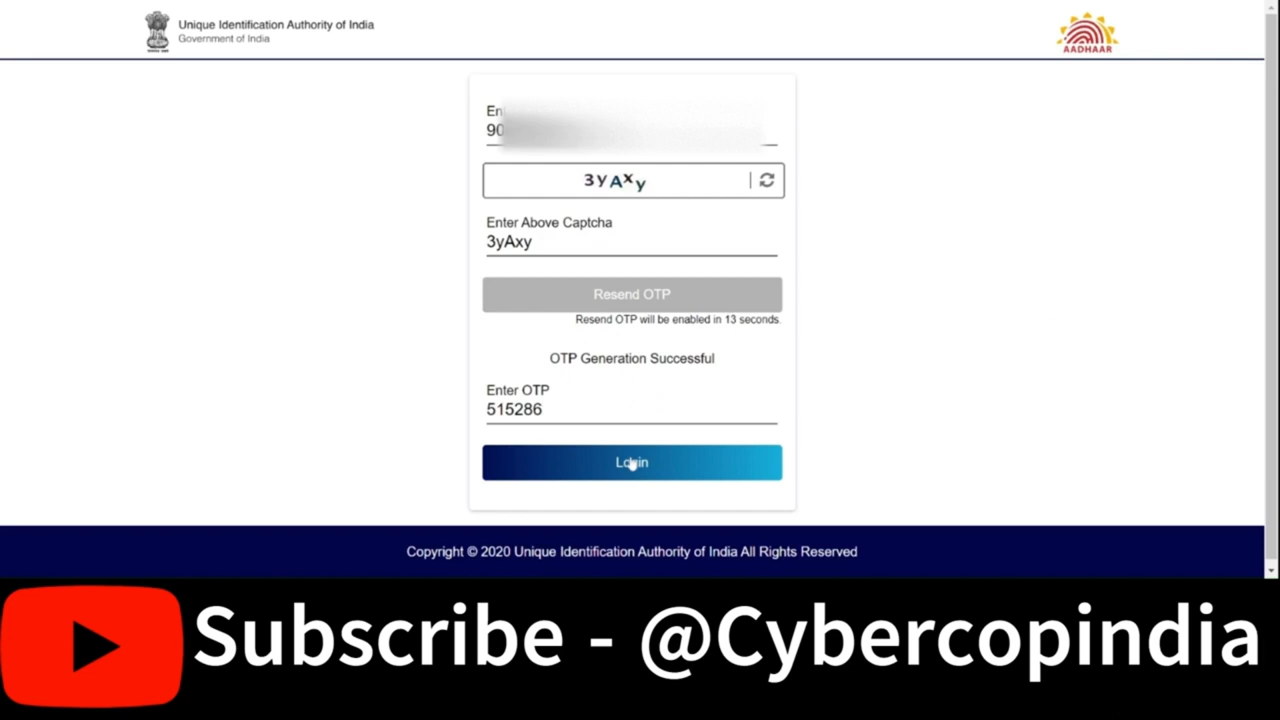 Unique Identification Authority of India
Government of India
AADHAAR
90
3yAxy
Enter Above Captcha
3yAxy
Resend OTP
Resend OTP will be enabled in 13 seconds.
OTP Generation Successful
Enter OTP
515286
Login
Copyright © 2020 Unique Identification Authority of India All Rights Reserved
Subscribe - @Cybercopindia